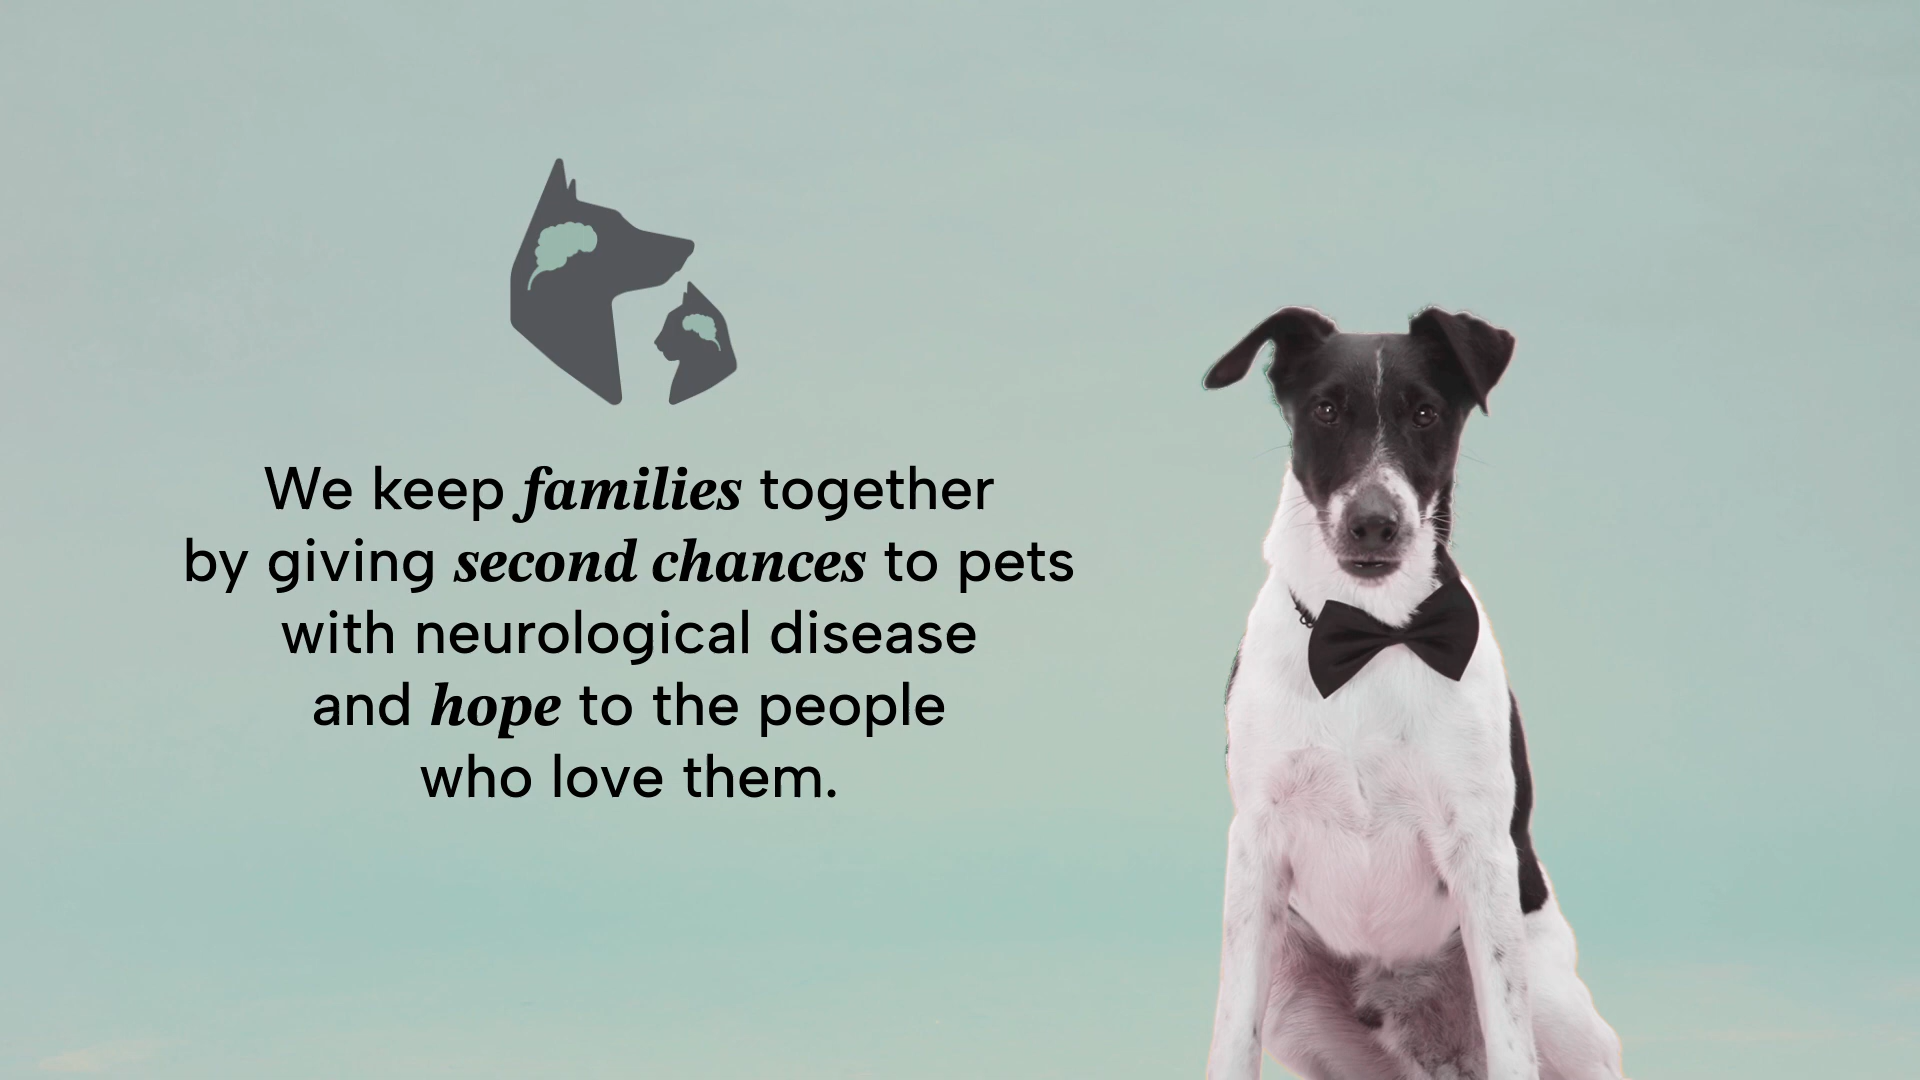 We keep families together
by giving second chances to pets
with neurological disease
and hope to the people
who love them.